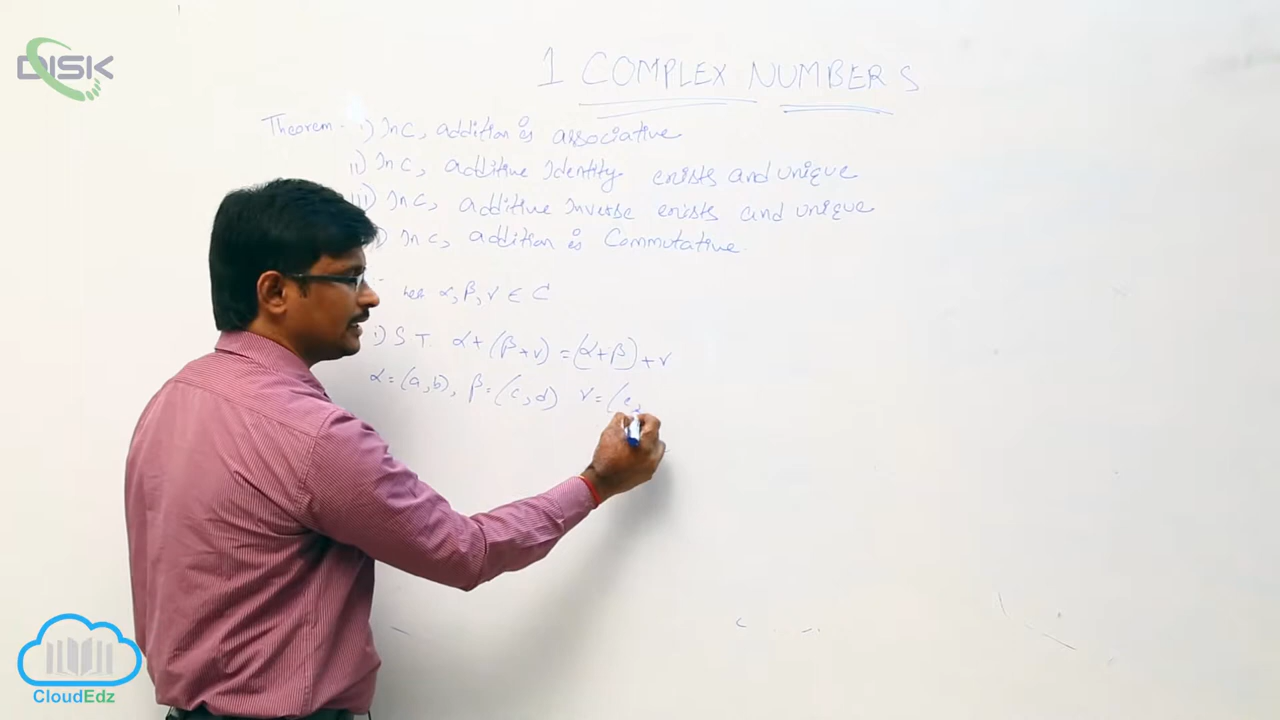 DISK
1 COMPLEX NUMBERS
Theorem - i) In C, addition is associative
ii) In C, additive Identity exists and unique
iii) In C, additive Inverse exists and unique
) In C, addition is Commutative.
α, β, γ ∈ C
i) S.T. α + (β + γ) = (α + β) + γ
α = (a, b), β = (c, d) γ = (e,
CloudEdz